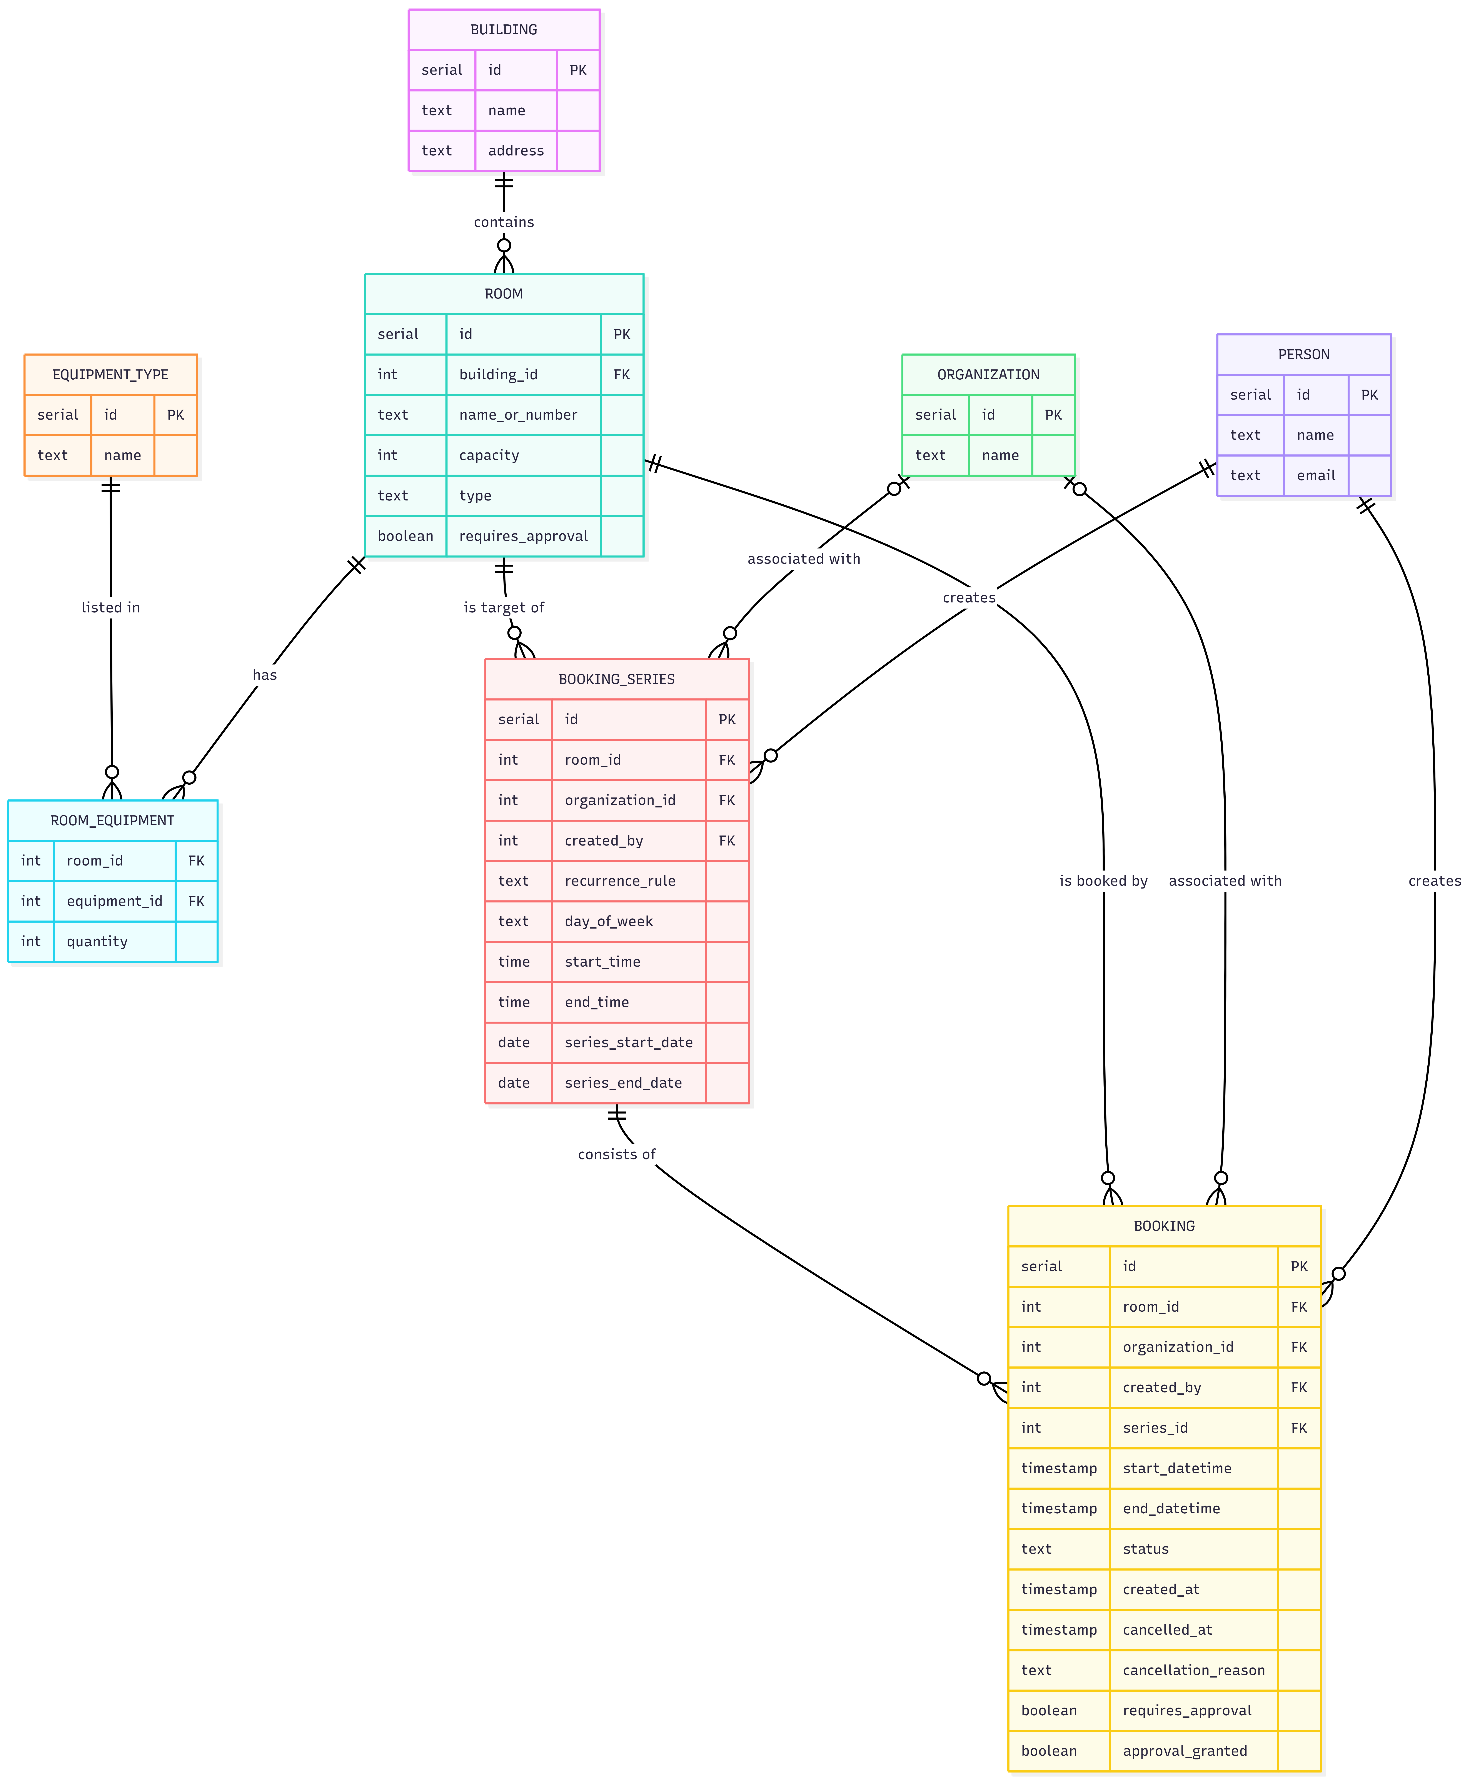 BUILDING
serial id PK
text name
text address
contains
ROOM
serial id PK
int building_id FK
text name_or_number
int capacity
text type
boolean requires_approval
EQUIPMENT_TYPE
serial id PK
text name
ORGANIZATION
serial id PK
text name
PERSON
serial id PK
text name
text email
associated with
creates
listed in
is target of
has
BOOKING_SERIES
serial id PK
int room_id FK
int organization_id FK
int created_by FK
text recurrence_rule
text day_of_week
time start_time
time end_time
date series_start_date
date series_end_date
ROOM_EQUIPMENT
int room_id FK
int equipment_id FK
int quantity
is booked by
associated with
creates
consists of
BOOKING
serial id PK
int room_id FK
int organization_id FK
int created_by FK
int series_id FK
timestamp start_datetime
timestamp end_datetime
text status
timestamp created_at
timestamp cancelled_at
text cancellation_reason
boolean requires_approval
boolean approval_granted